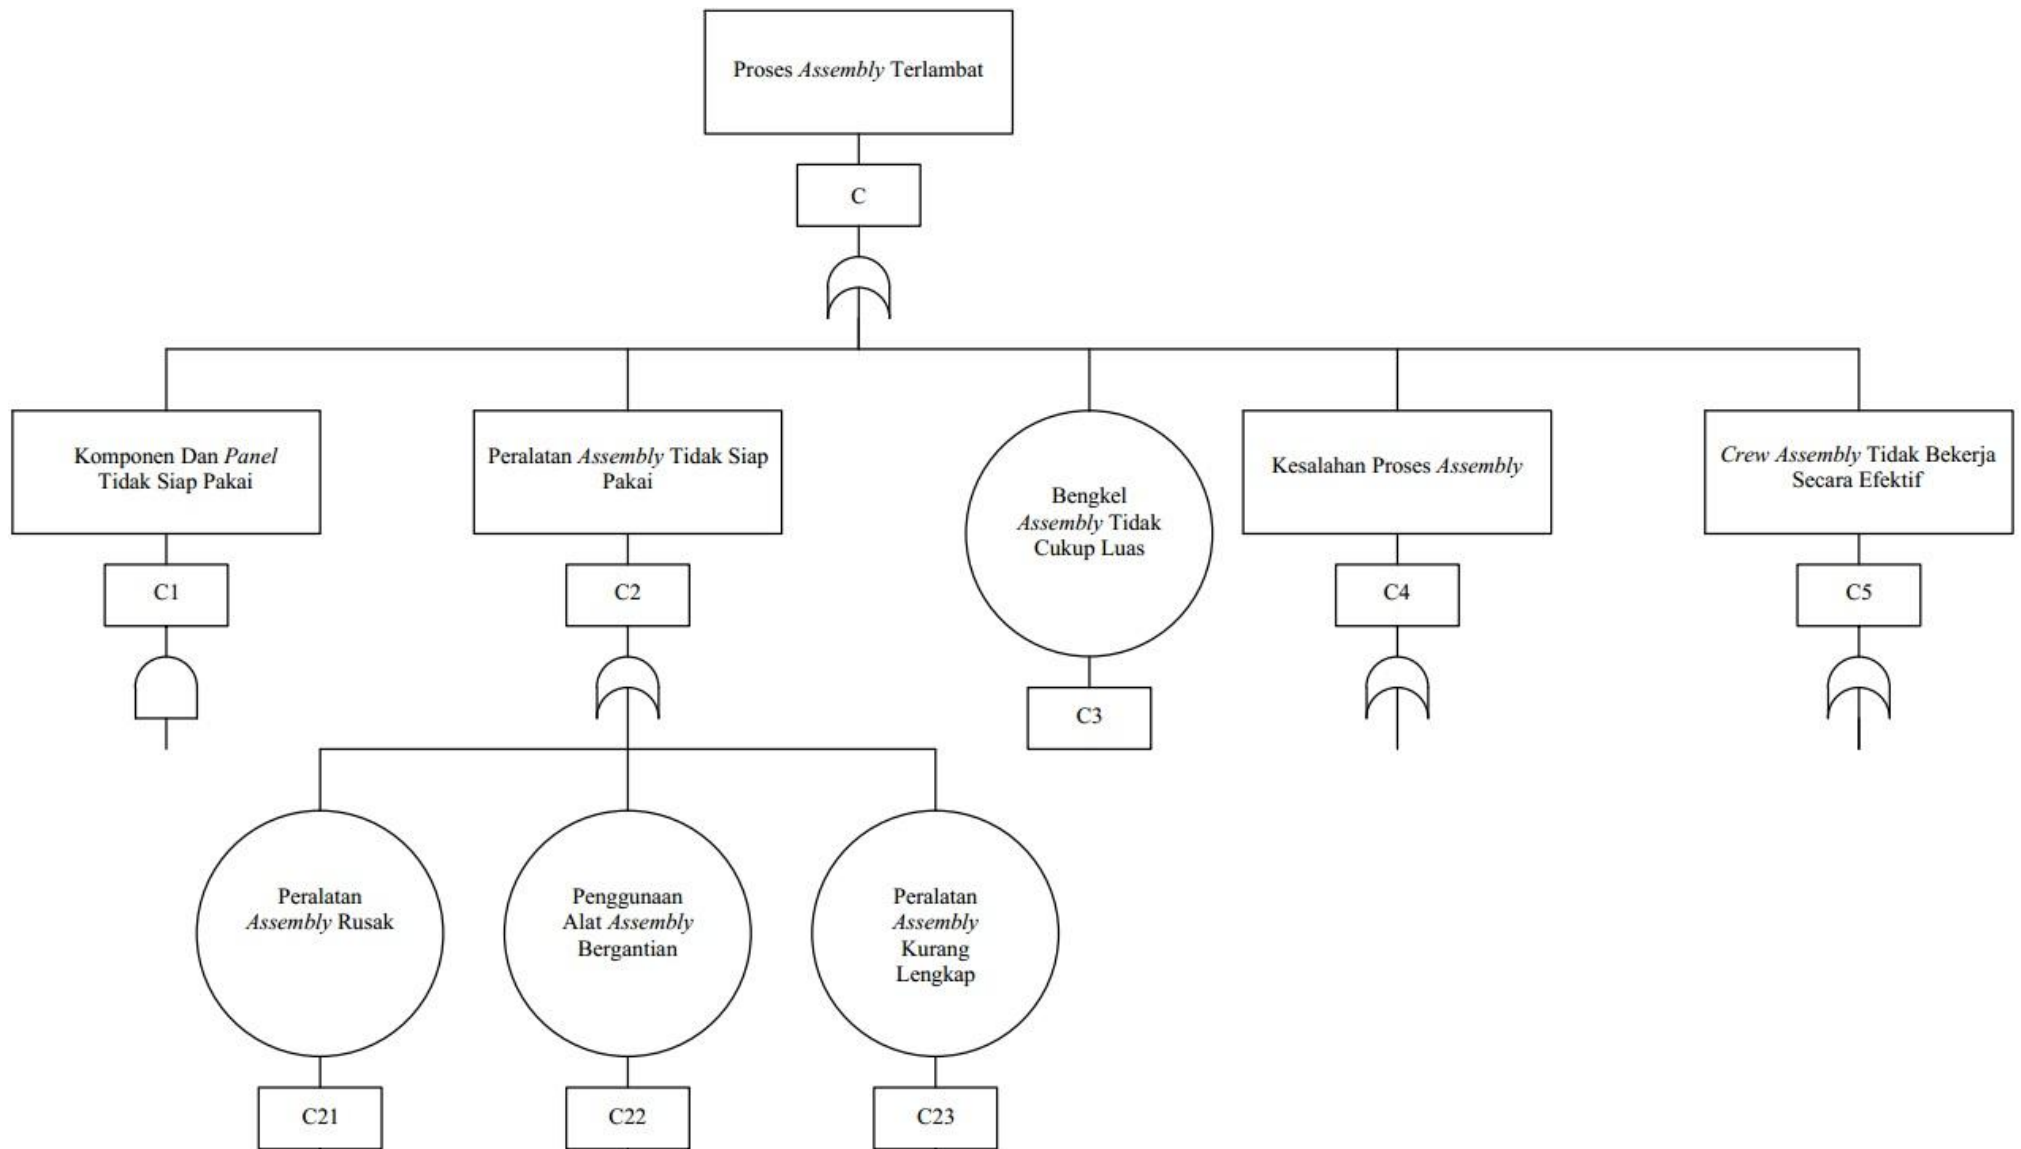 Proses Assembly Terlambat
C
Komponen Dan Panel
Tidak Siap Pakai
C1
Peralatan Assembly Tidak Siap
Pakai
C2
Bengkel
Assembly Tidak
Cukup Luas
C3
Kesalahan Proses Assembly
C4
Crew Assembly Tidak Bekerja
Secara Efektif
C5
Peralatan
Assembly Rusak
C21
Penggunaan
Alat Assembly
Bergantian
C22
Peralatan
Assembly
Kurang
Lengkap
C23